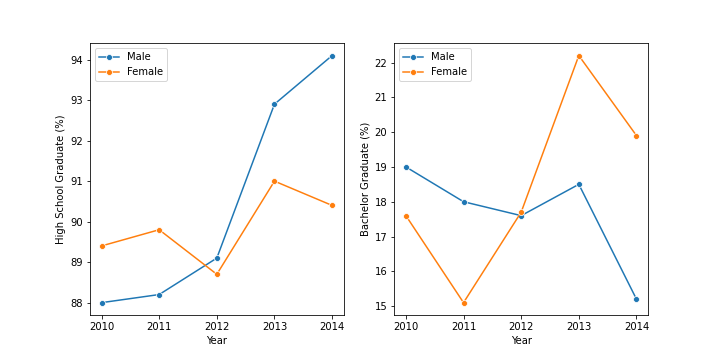 Male
Female
94
93
92
91
90
89
88
High School Graduate (%)
2010 2011 2012 2013 2014
Year
Male
Female
22
21
20
19
18
17
16
15
Bachelor Graduate (%)
2010 2011 2012 2013 2014
Year